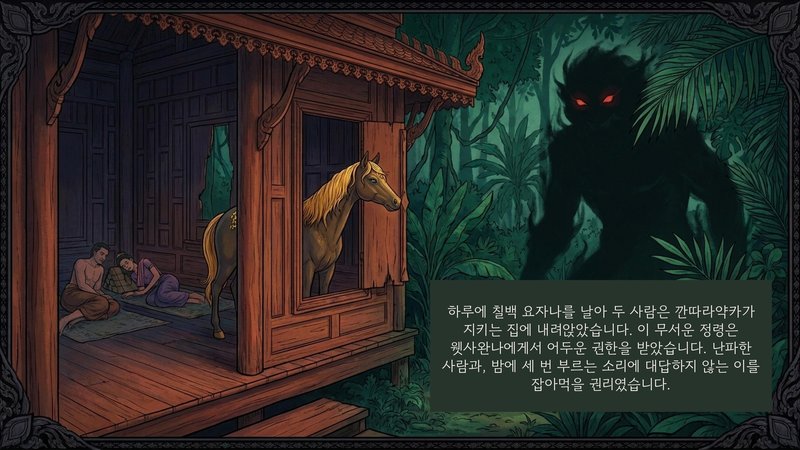 하루에 칠백 요자나를 날아 두 사람은 깐따라약카가
지키는 집에 내려앉았습니다. 이 무서운 정령은
웻사완나에게서 어두운 권한을 받았습니다. 난파한
사람과, 밤에 세 번 부르는 소리에 대답하지 않는 이를
잡아먹을 권리였습니다.